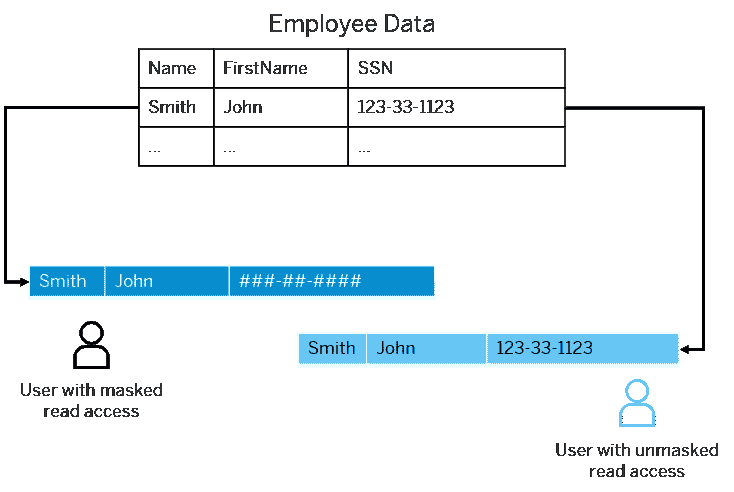 Employee Data
Name FirstName SSN
Smith John 123-33-1123
... ... ...
Smith John ###-##-####
Smith John 123-33-1123
User with masked
read access
User with unmasked
read access